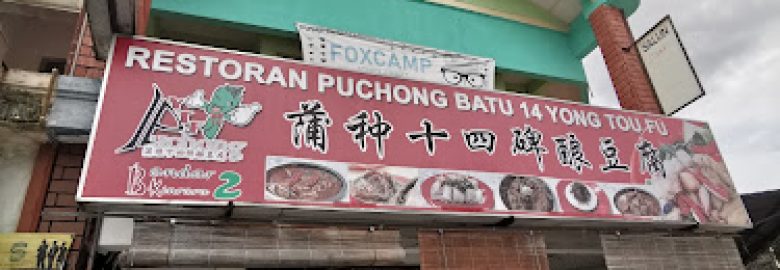 FOXCAMP
RESTORAN PUCHONG BATU 14 YONG TOU FU
蒲种十四碑酿豆腐
Bandar
Kinrara 2